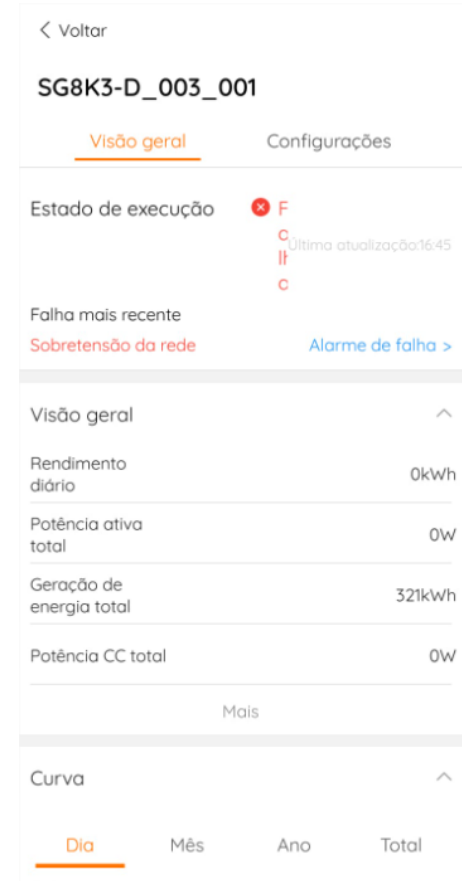 Voltar
SG8K3-D_003_001
Visão geral
Configurações
Estado de execução
Última atualização:16:45
Falha mais recente
Sobretensão da rede
Alarme de falha >
Visão geral
Rendimento
diário
0kWh
Potência ativa
total
0W
Geração de
energia total
321kWh
Potência CC total
0W
Mais
Curva
Dia
Mês
Ano
Total